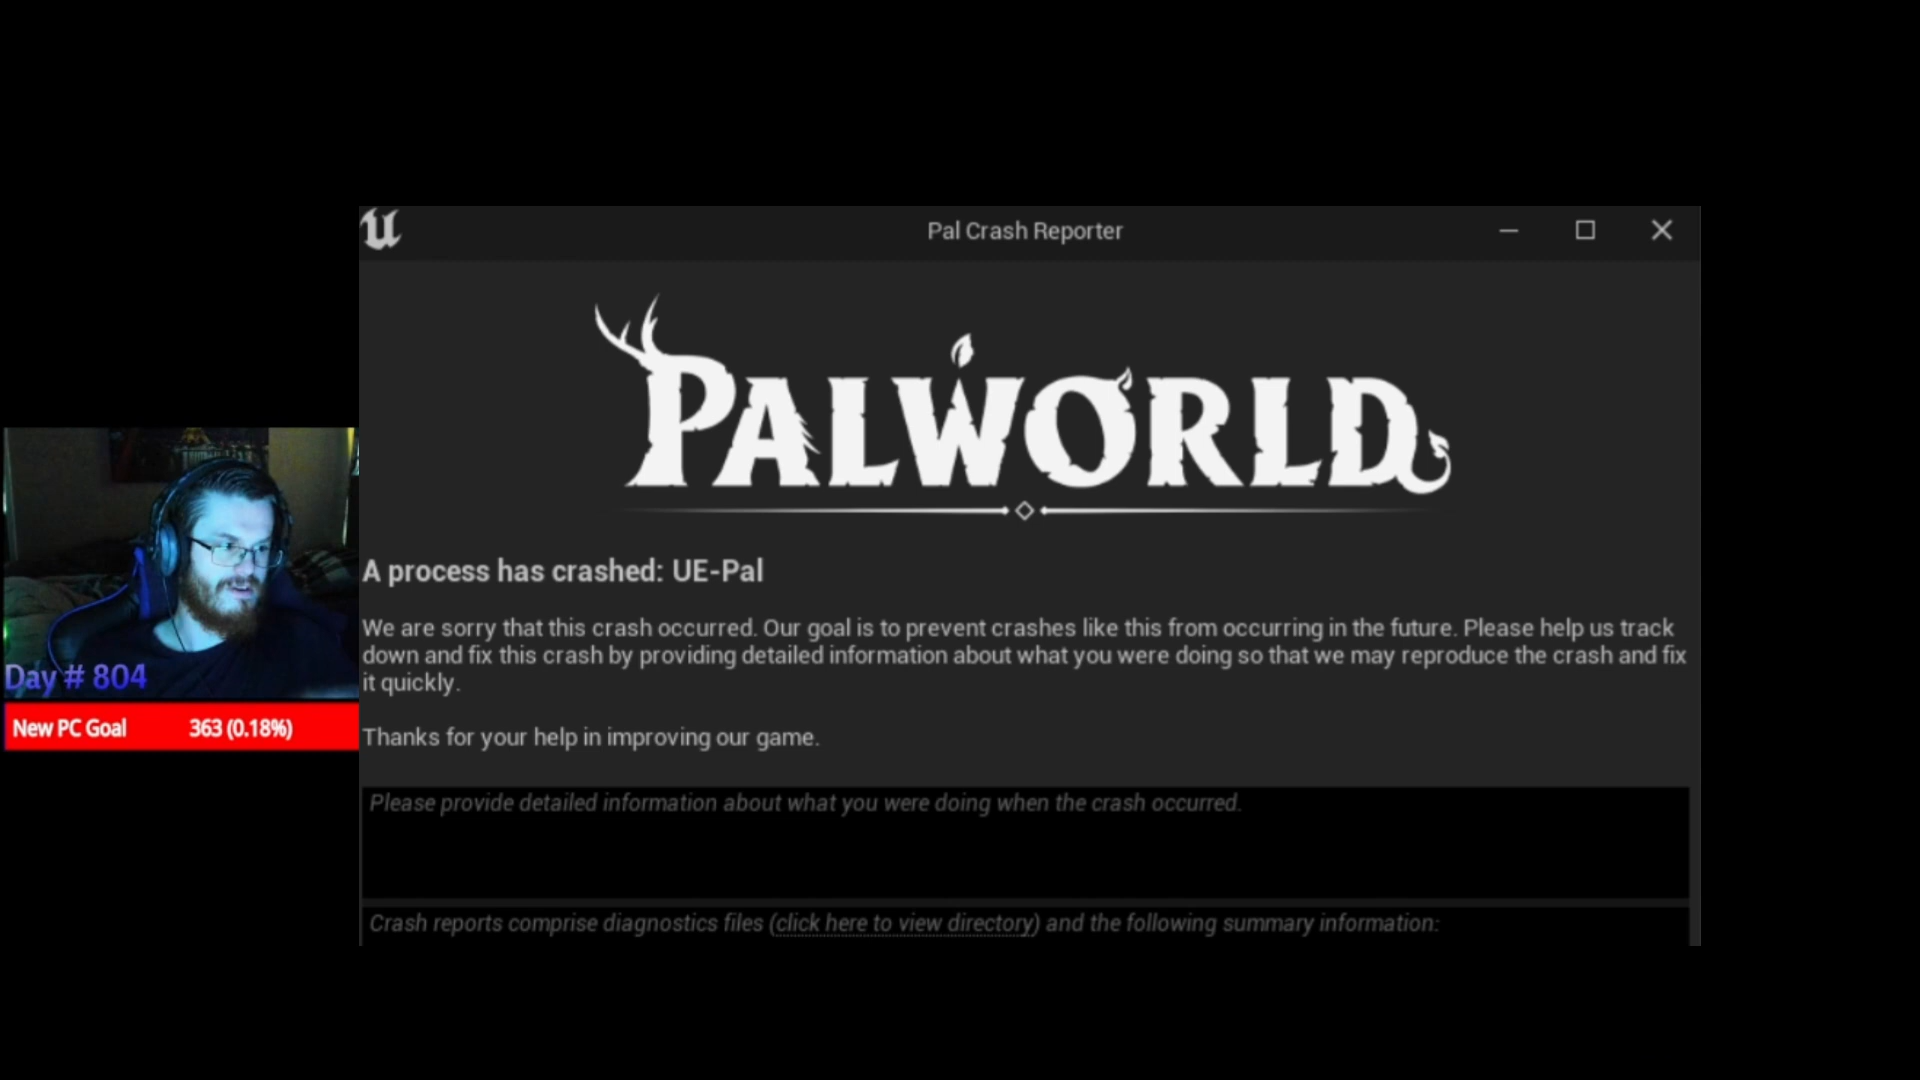 Pal Crash Reporter
PALWORLD
A process has crashed: UE-Pal
We are sorry that this crash occurred. Our goal is to prevent crashes like this from occurring in the future. Please help us track
down and fix this crash by providing detailed information about what you were doing so that we may reproduce the crash and fix
it quickly.
Thanks for your help in improving our game.
Please provide detailed information about what you were doing when the crash occurred.
Crash reports comprise diagnostics files (click here to view directory) and the following summary information:
Day # 804
New PC Goal 363 (0.18%)